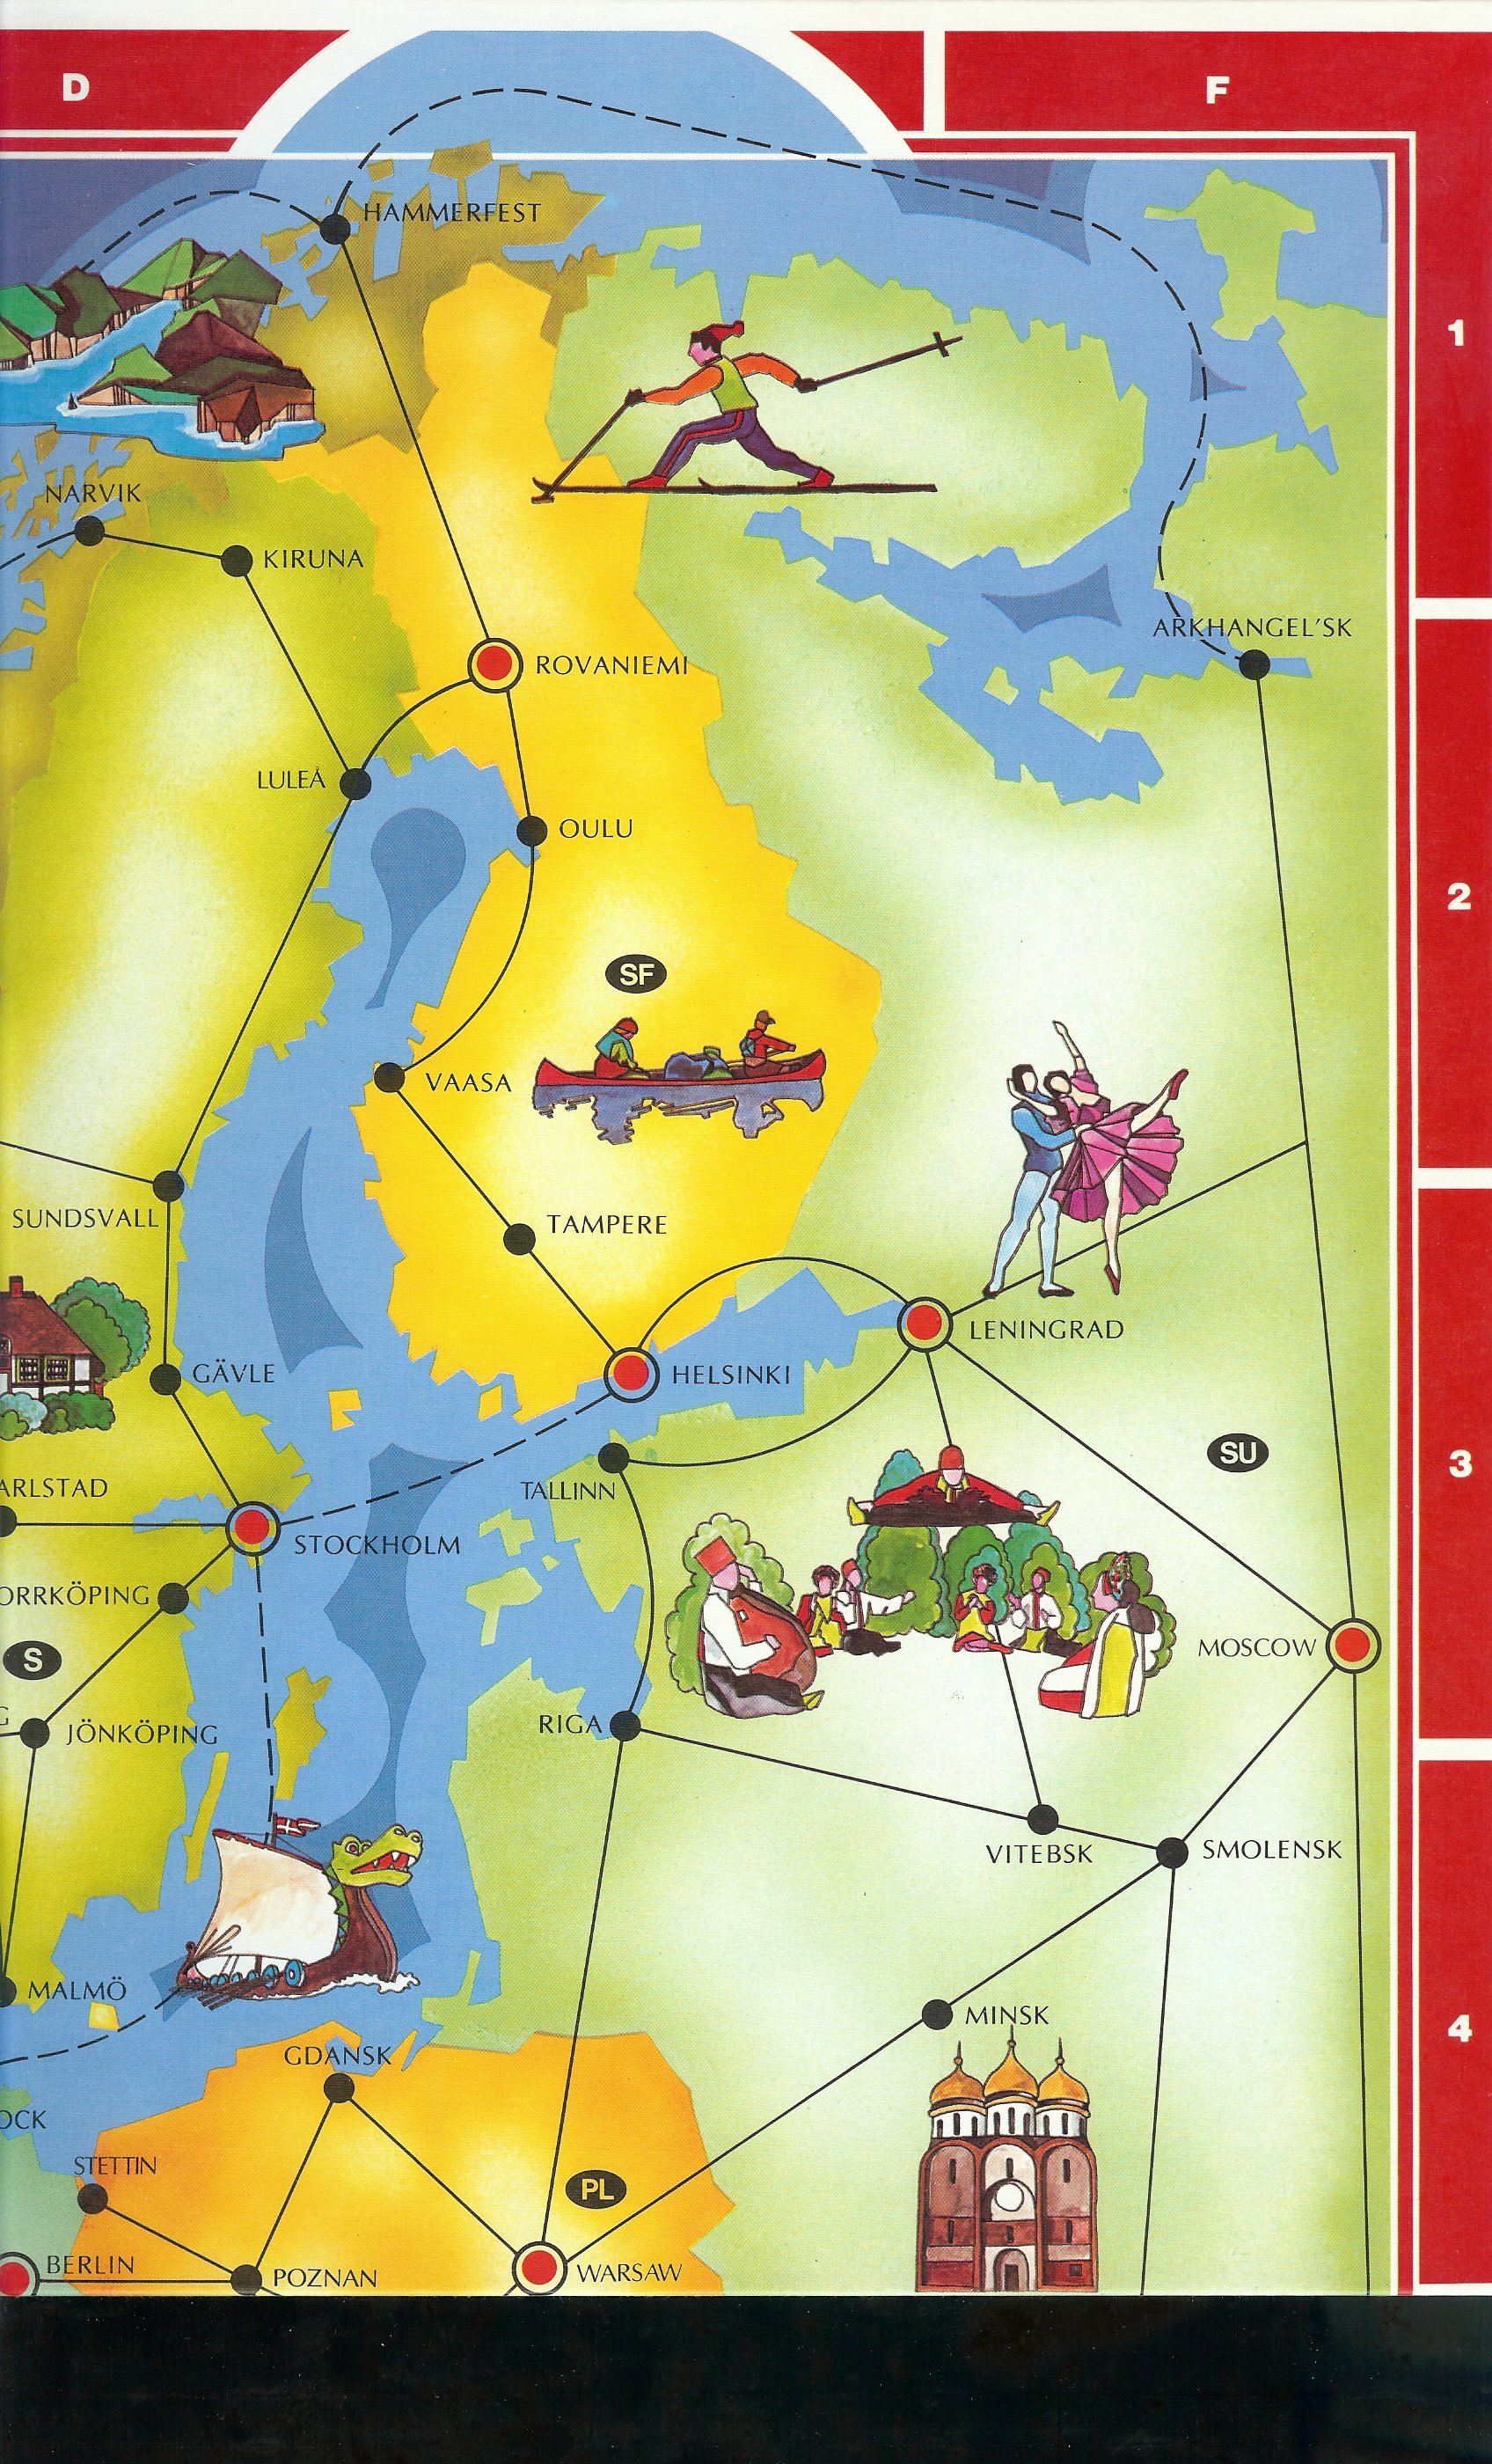 D
F
HAMMERFEST
1
NARVIK
KIRUNA
ARKHANGEL'SK
ROVANIEMI
LULEÅ
OULU
2
SF
VAASA
SUNDSVALL
TAMPERE
LENINGRAD
GÄVLE
HELSINKI
SU
3
ARLSTAD
TALLINN
STOCKHOLM
ORRKÖPING
MOSCOW
S
G
JÖNKÖPING
RIGA
VITEBSK
SMOLENSK
MALMÖ
MINSK
4
GDANSK
OCK
STETTIN
PL
BERLIN
POZNAN
WARSAW